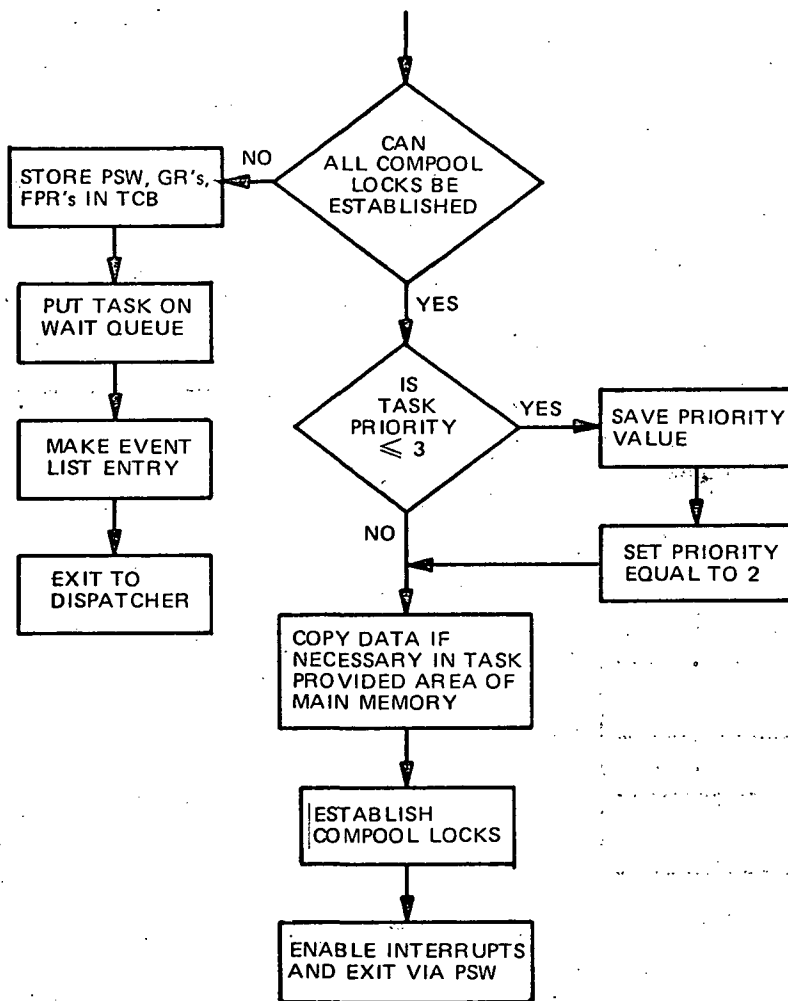 CAN
ALL COMPOOL
LOCKS BE
ESTABLISHED
NO
STORE PSW, GR's,
FPR's IN TCB
PUT TASK ON
WAIT QUEUE
MAKE EVENT
LIST ENTRY
EXIT TO
DISPATCHER
YES
IS
TASK
PRIORITY
≤ 3
YES
SAVE PRIORITY
VALUE
SET PRIORITY
EQUAL TO 2
NO
COPY DATA IF
NECESSARY IN TASK
PROVIDED AREA OF
MAIN MEMORY
ESTABLISH
COMPOOL LOCKS
ENABLE INTERRUPTS
AND EXIT VIA PSW